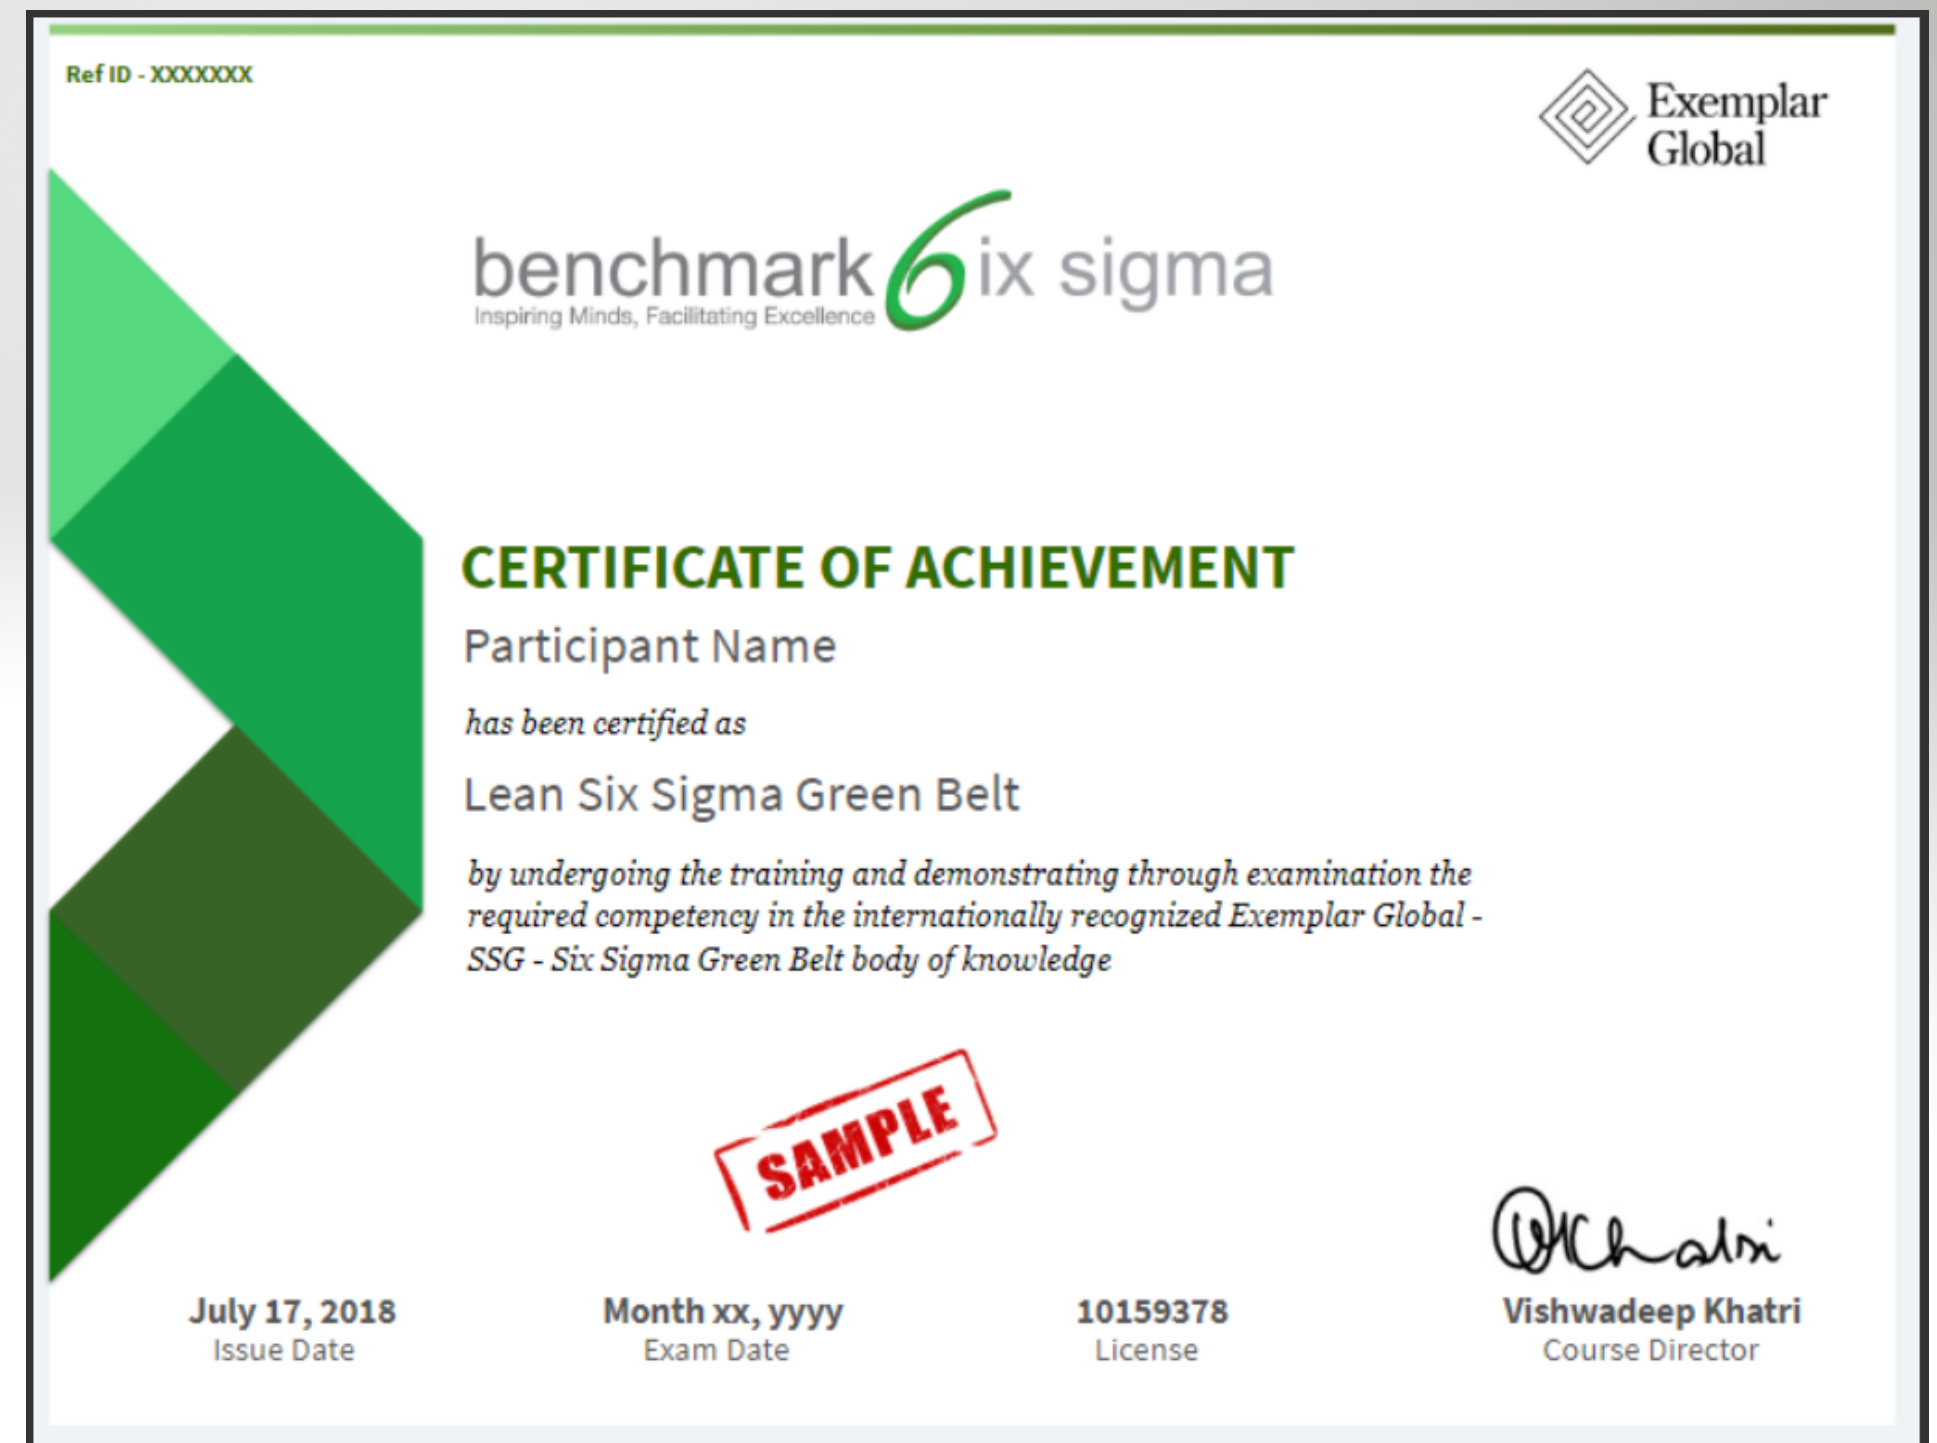 Ref ID - XXXXXXX
Exemplar
Global
benchmark 6ix sigma
Inspiring Minds, Facilitating Excellence
CERTIFICATE OF ACHIEVEMENT
Participant Name
has been certified as
Lean Six Sigma Green Belt
by undergoing the training and demonstrating through examination the
required competency in the internationally recognized Exemplar Global -
SSG - Six Sigma Green Belt body of knowledge
SAMPLE
July 17, 2018
Issue Date
Month xx, yyyy
Exam Date
10159378
License
Vishwadeep Khatri
Course Director